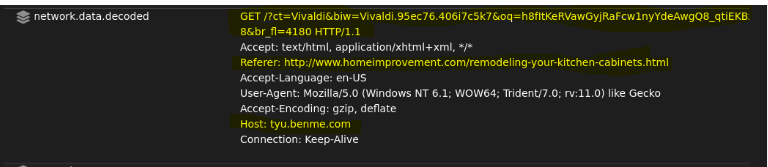 network.data.decoded
GET /?ct=Vivaldi&biw=Vivaldi.95ec76.406i7c5k7&oq=h8fItKeRVawGyjRaFcw1nyYdeAwgQ8_qtiEKB
8&br_fl=4180 HTTP/1.1
Accept: text/html, application/xhtml+xml, */*
Referer: http://www.homeimprovement.com/remodeling-your-kitchen-cabinets.html
Accept-Language: en-US
User-Agent: Mozilla/5.0 (Windows NT 6.1; WOW64; Trident/7.0; rv:11.0) like Gecko
Accept-Encoding: gzip, deflate
Host: tyu.benme.com
Connection: Keep-Alive